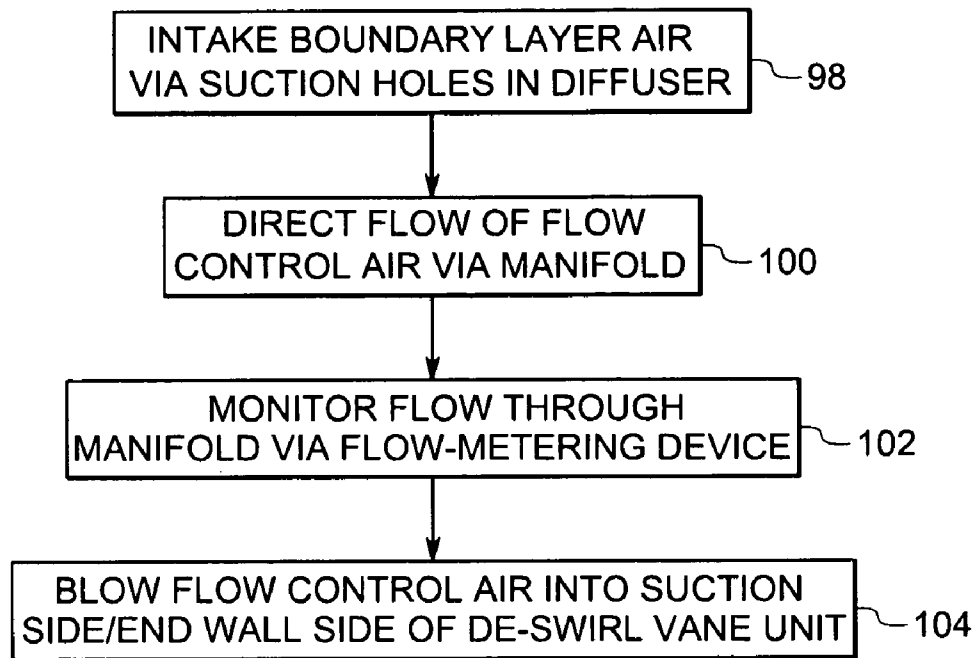 INTAKE BOUNDARY LAYER AIR
VIA SUCTION HOLES IN DIFFUSER
98
DIRECT FLOW OF FLOW
CONTROL AIR VIA MANIFOLD
100
MONITOR FLOW THROUGH
MANIFOLD VIA FLOW-METERING DEVICE
102
BLOW FLOW CONTROL AIR INTO SUCTION
SIDE/END WALL SIDE OF DE-SWIRL VANE UNIT
104